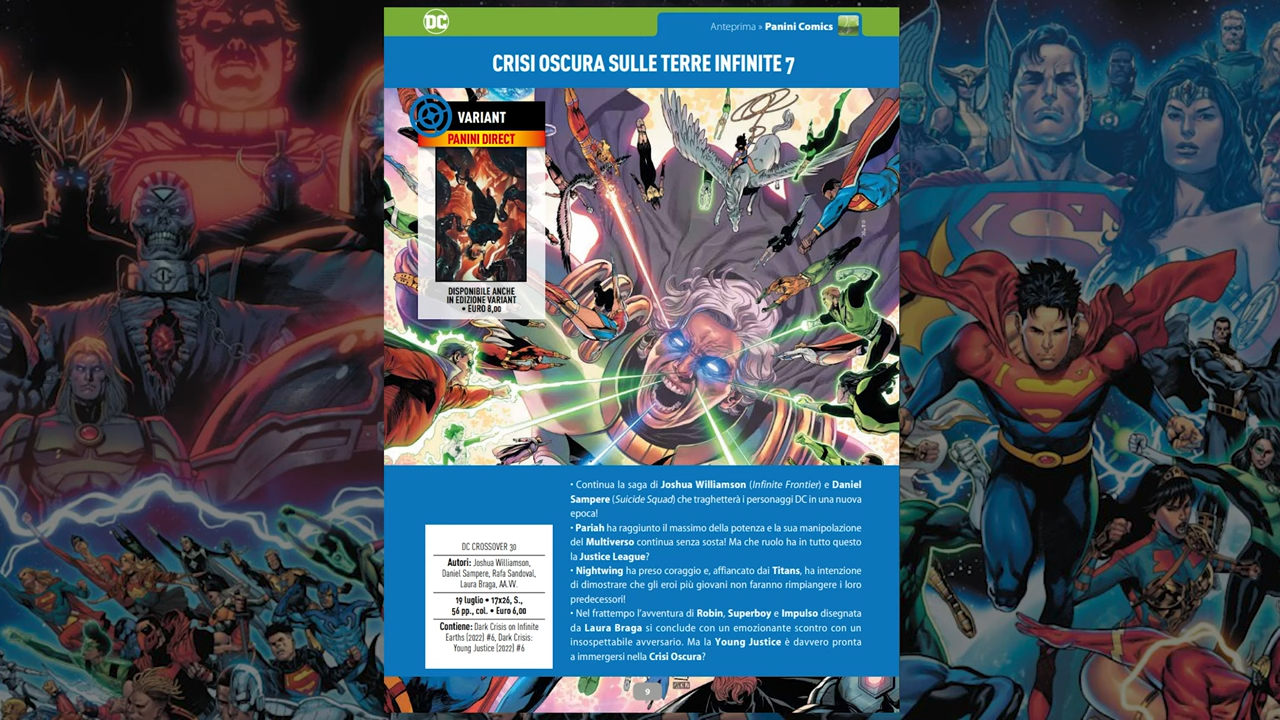 DC
Anteprima » Panini Comics
CRISI OSCURA SULLE TERRE INFINITE 7
VARIANT
PANINI DIRECT
DISPONIBILE ANCHE
IN EDIZIONE VARIANT
• EURO 8,00
• Continua la saga di Joshua Williamson (Infinite Frontier) e Daniel
Sampere (Suicide Squad) che traghetterà i personaggi DC in una nuova
epoca!
• Pariah ha raggiunto il massimo della potenza e la sua manipolazione
del Multiverso continua senza sosta! Ma che ruolo ha in tutto questo
la Justice League?
• Nightwing ha preso coraggio e, affiancato dai Titans, ha intenzione
di dimostrare che gli eroi più giovani non faranno rimpiangere i loro
predecessori!
• Nel frattempo l'avventura di Robin, Superboy e Impulso disegnata
da Laura Braga si conclude con un emozionante scontro con un
insospettabile avversario. Ma la Young Justice è davvero pronta
a immergersi nella Crisi Oscura?
DC CROSSOVER 30
Autori: Joshua Williamson,
Daniel Sampere, Rafa Sandoval,
Laura Braga, AA.VV.
19 luglio • 17x26, S.,
56 pp., col. • Euro 6,00
Contiene: Dark Crisis on Infinite
Earths (2022) #6, Dark Crisis:
Young Justice (2022) #6
9